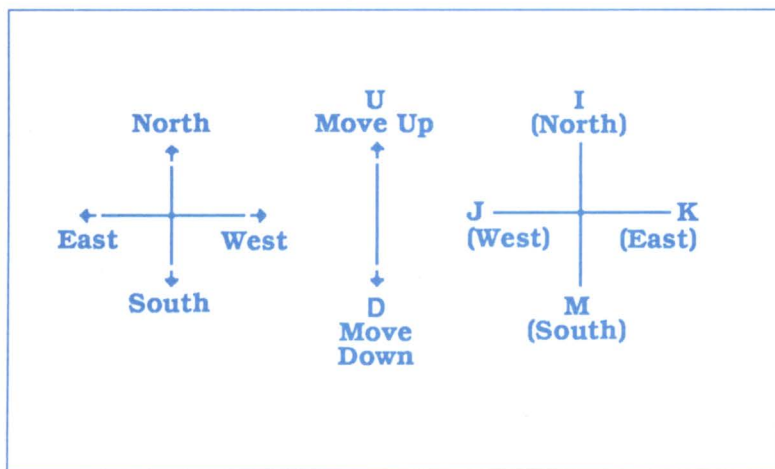 North
East
West
South
U
Move Up
D
Move
Down
I
(North)
J
(West)
K
(East)
M
(South)